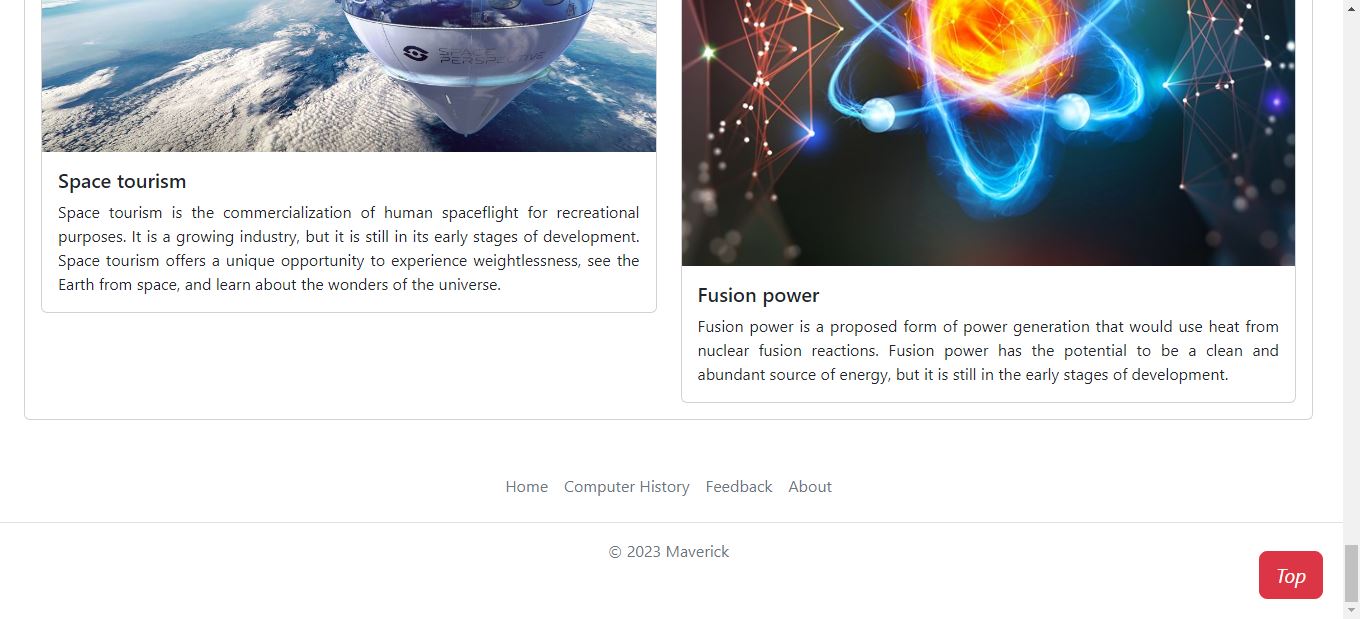 SPACE
PERSPECTIVE
Space tourism
Space tourism is the commercialization of human spaceflight for recreational
purposes. It is a growing industry, but it is still in its early stages of development.
Space tourism offers a unique opportunity to experience weightlessness, see the
Earth from space, and learn about the wonders of the universe.
Fusion power
Fusion power is a proposed form of power generation that would use heat from
nuclear fusion reactions. Fusion power has the potential to be a clean and
abundant source of energy, but it is still in the early stages of development.
Home Computer History Feedback About
© 2023 Maverick
Top